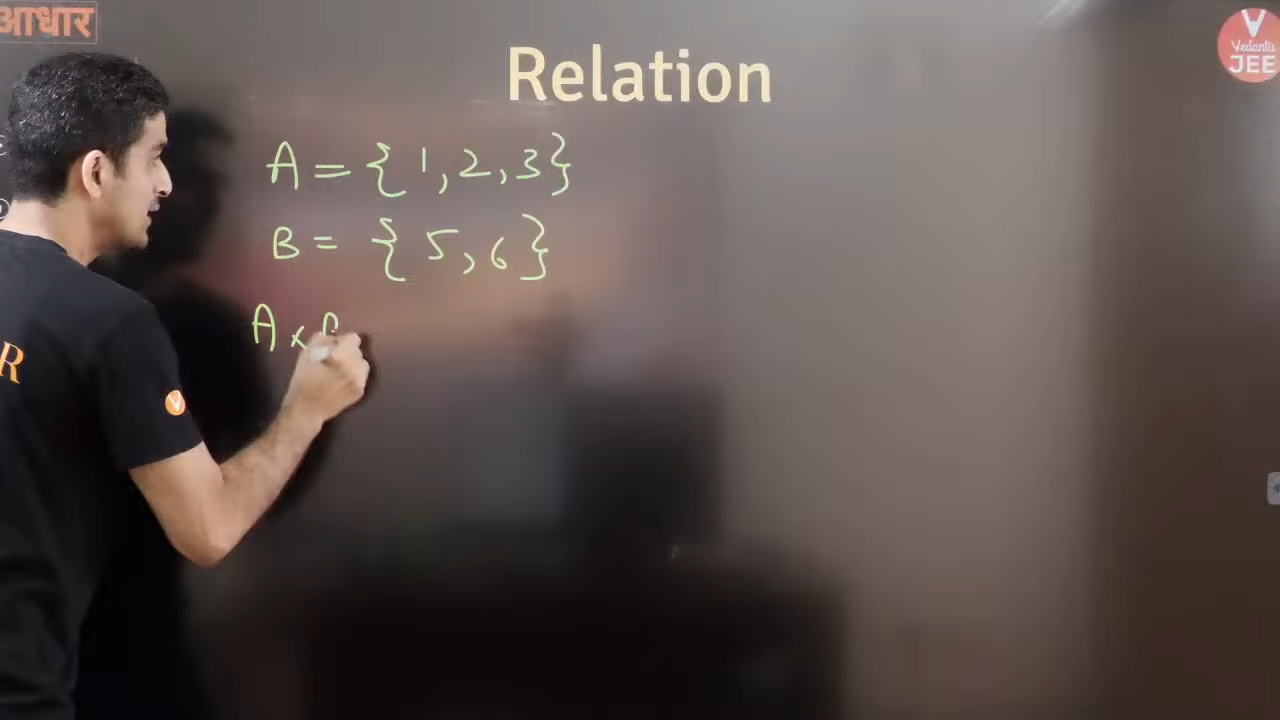 आधार
Relation
Vedantu
JEE
A = {1, 2, 3}
B = {5, 6}
A ×
R
V